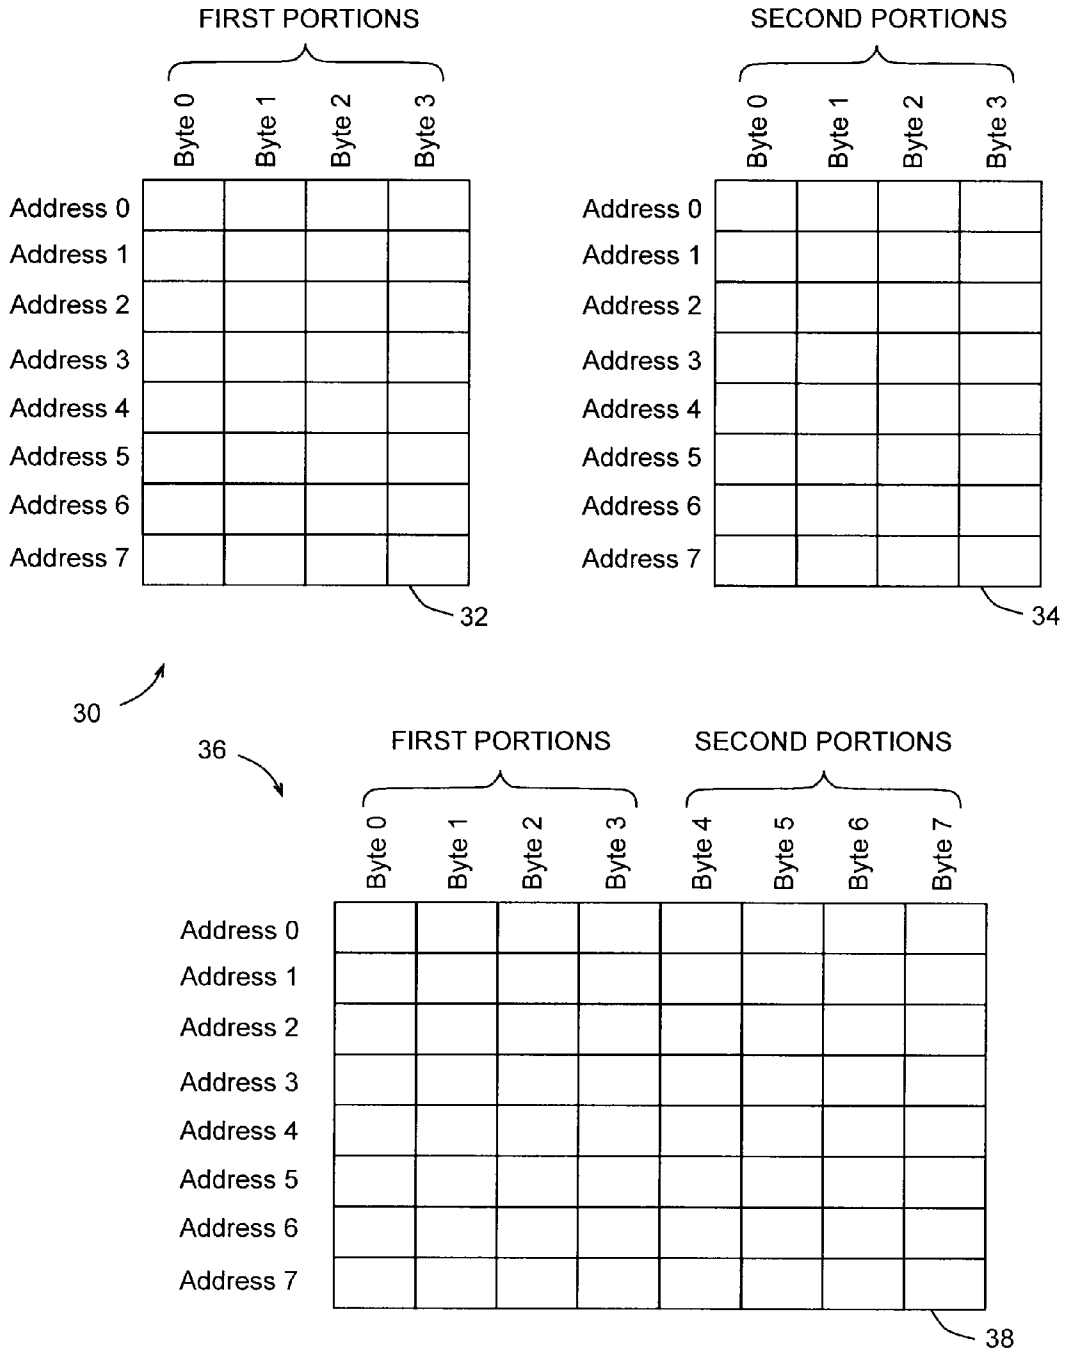 FIRST PORTIONS
Byte 0
Byte 1
Byte 2
Byte 3
Address 0
Address 1
Address 2
Address 3
Address 4
Address 5
Address 6
Address 7
32
SECOND PORTIONS
Byte 0
Byte 1
Byte 2
Byte 3
Address 0
Address 1
Address 2
Address 3
Address 4
Address 5
Address 6
Address 7
34
30
36
FIRST PORTIONS
SECOND PORTIONS
Byte 0
Byte 1
Byte 2
Byte 3
Byte 4
Byte 5
Byte 6
Byte 7
Address 0
Address 1
Address 2
Address 3
Address 4
Address 5
Address 6
Address 7
38